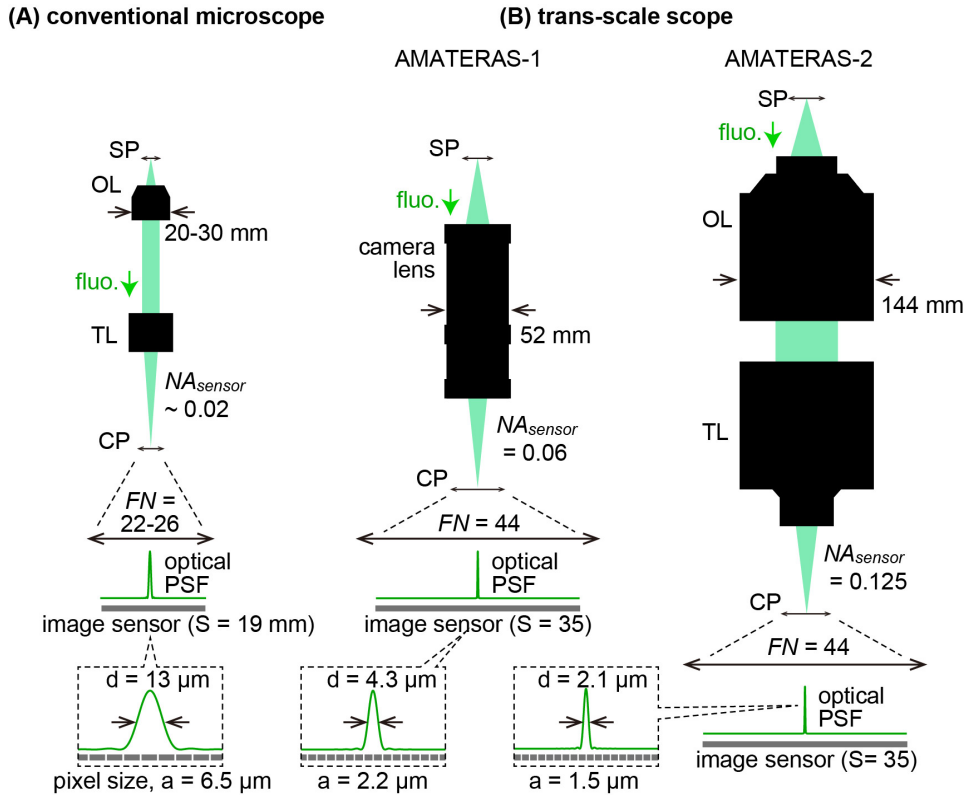 (A) conventional microscope
SP
OL
20-30 mm
fluo.
TL
NAsensor
~ 0.02
CP
FN =
22-26
optical
PSF
image sensor (S = 19 mm)
d = 13 µm
pixel size, a = 6.5 µm
(B) trans-scale scope
AMATERAS-1
SP
fluo.
camera
lens
52 mm
NAsensor
= 0.06
CP
FN = 44
optical
PSF
image sensor (S = 35)
d = 4.3 µm
a = 2.2 µm
AMATERAS-2
SP
fluo.
OL
144 mm
TL
NAsensor
= 0.125
CP
FN = 44
optical
PSF
image sensor (S= 35)
d = 2.1 µm
a = 1.5 µm